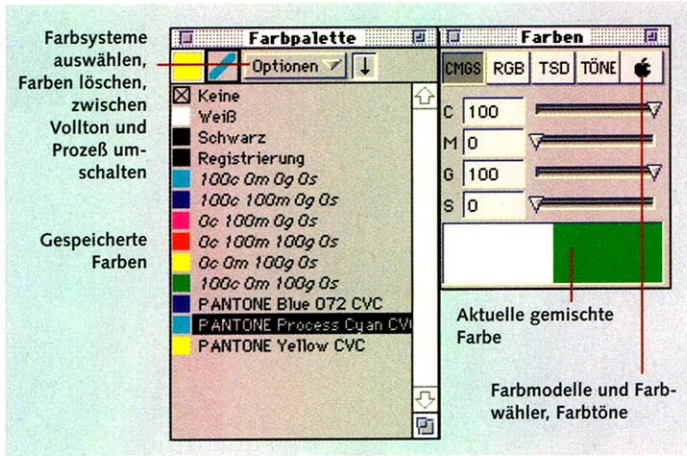 Farbsysteme
auswählen,
Farben löschen,
zwischen
Vollton und
Prozeß um-
schalten
Gespeicherte
Farben
Farbpalette
Optionen
Keine
Weiß
Schwarz
Registrierung
100c 0m 0g 0s
100c 100m 0g 0s
0c 100m 0g 0s
0c 100m 100g 0s
0c 0m 100g 0s
100c 0m 100g 0s
PANTONE Blue 072 CVC
PANTONE Process Cyan CV
PANTONE Yellow CVC
Farben
CMGS RGB TSD TÖNE
C 100
M 0
G 100
S 0
Aktuelle gemischte
Farbe
Farbmodelle und Farb-
wähler, Farbtöne